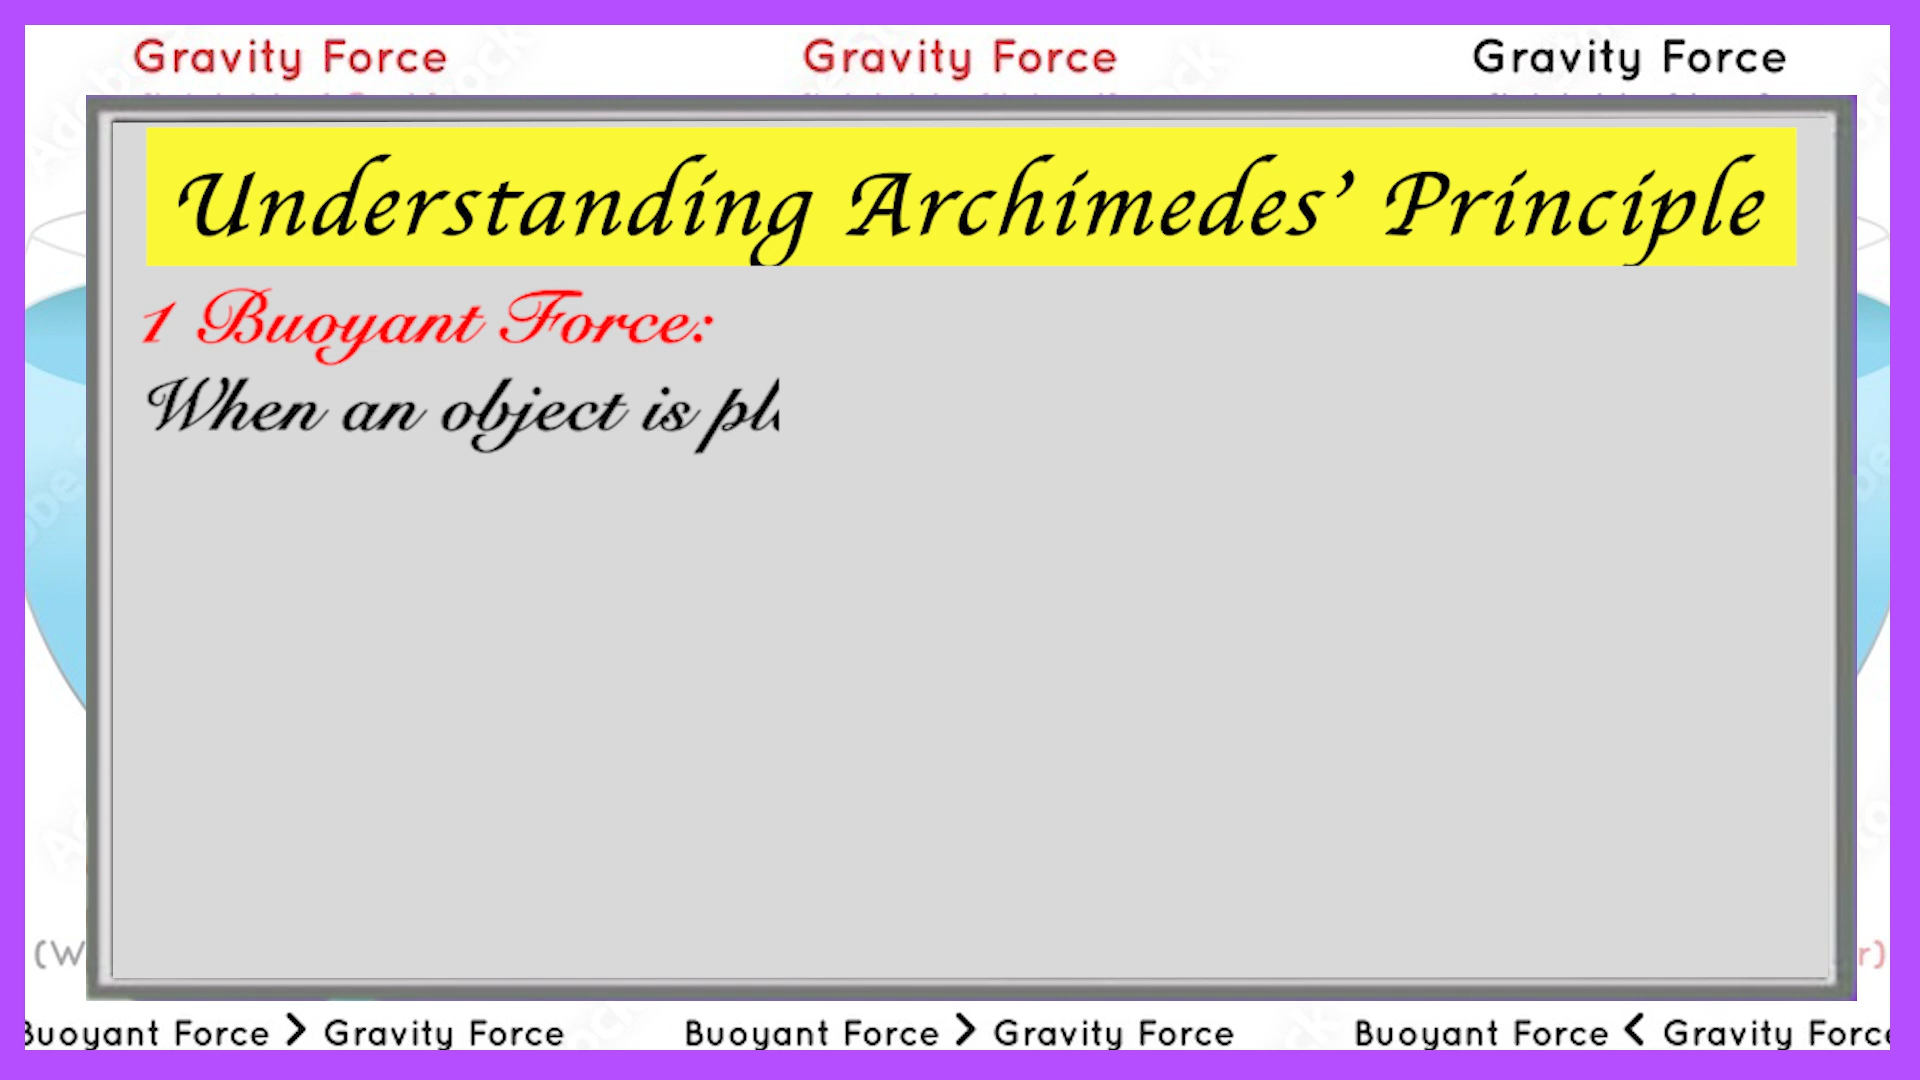 Gravity Force Gravity Force Gravity Force
Understanding Archimedes' Principle
1 Buoyant Force:
When an object is
Buoyant Force > Gravity Force Buoyant Force > Gravity Force Buoyant Force < Gravity Force